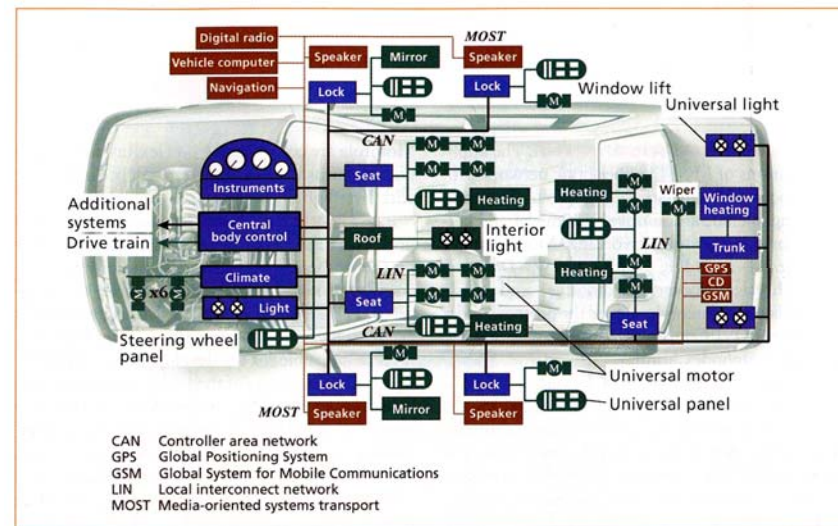 Digital radio
Vehicle computer
Navigation
MOST
Speaker
Mirror
Speaker
Lock
M
Lock
M
Window lift
Universal light
CAN
M M
M M
Seat
Heating
Instruments
Heating
M
M
Wiper
M
Window
heating
Additional
systems
Drive train
Central
body control
Roof
Interior
light
LIN
Trunk
GPS
CD
GSM
Climate
M x6 M
Light
LIN
M M
M M
Seat
Heating
M
M
Seat
Steering wheel
panel
CAN
Heating
M
Lock
Mirror
Lock
M
Universal motor
Universal panel
MOST
Speaker
Speaker
CAN Controller area network
GPS Global Positioning System
GSM Global System for Mobile Communications
LIN Local interconnect network
MOST Media-oriented systems transport